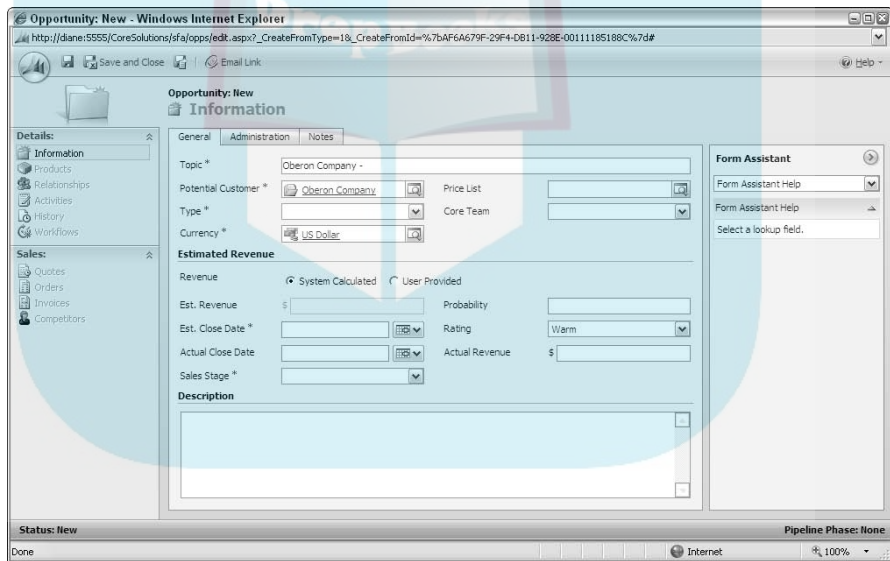 Opportunity: New - Windows Internet Explorer
http://diane:5555/CoreSolutions/sfa/opps/edit.aspx?_CreateFromType=1&_CreateFromId=%7bAF6A679F-29F4-DB11-928E-00111185188C%7d#
Save and Close Email Link Help
Opportunity: New
Information
Details:
Information
Products
Relationships
Activities
History
Workflows
Sales:
Quotes
Orders
Invoices
Competitors
General Administration Notes
Topic * Oberon Company -
Potential Customer * Oberon Company Price List
Type * Core Team
Currency * US Dollar
Estimated Revenue
Revenue System Calculated User Provided
Est. Revenue $ Probability
Est. Close Date * Rating Warm
Actual Close Date Actual Revenue $
Sales Stage *
Description
Form Assistant
Form Assistant Help
Form Assistant Help
Select a lookup field.
Status: New Pipeline Phase: None
Done Internet 100%